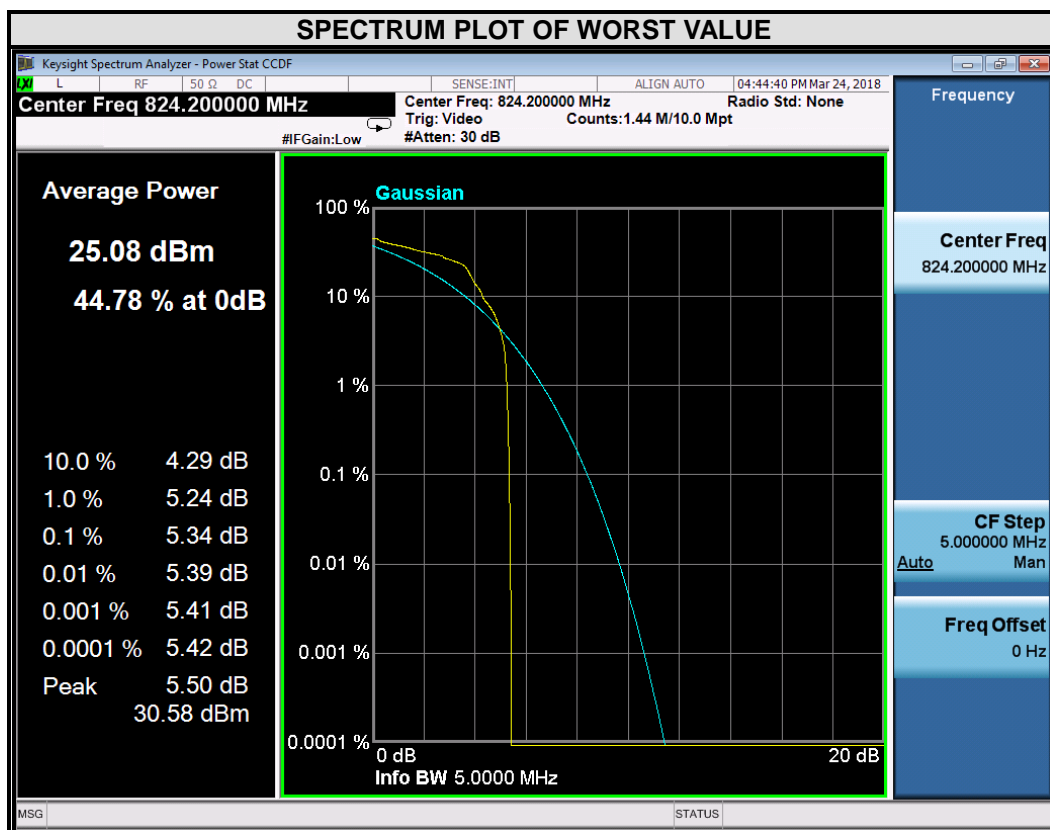 SPECTRUM PLOT OF WORST VALUE
Keysight Spectrum Analyzer - Power Stat CCDF
LXI L RF 50 Ω DC SENSE:INT ALIGN AUTO 04:44:40 PM Mar 24, 2018
Center Freq 824.200000 MHz
#IFGain:Low
Center Freq: 824.200000 MHz Radio Std: None
Trig: Video Counts:1.44 M/10.0 Mpt
#Atten: 30 dB
Average Power
25.08 dBm
44.78 % at 0dB
10.0 % 4.29 dB
1.0 % 5.24 dB
0.1 % 5.34 dB
0.01 % 5.39 dB
0.001 % 5.41 dB
0.0001 % 5.42 dB
Peak 5.50 dB
30.58 dBm
Gaussian
100 %
10 %
1 %
0.1 %
0.01 %
0.001 %
0.0001 %
0 dB 20 dB
Info BW 5.0000 MHz
Frequency
Center Freq
824.200000 MHz
CF Step
5.000000 MHz
Auto Man
Freq Offset
0 Hz
MSG STATUS